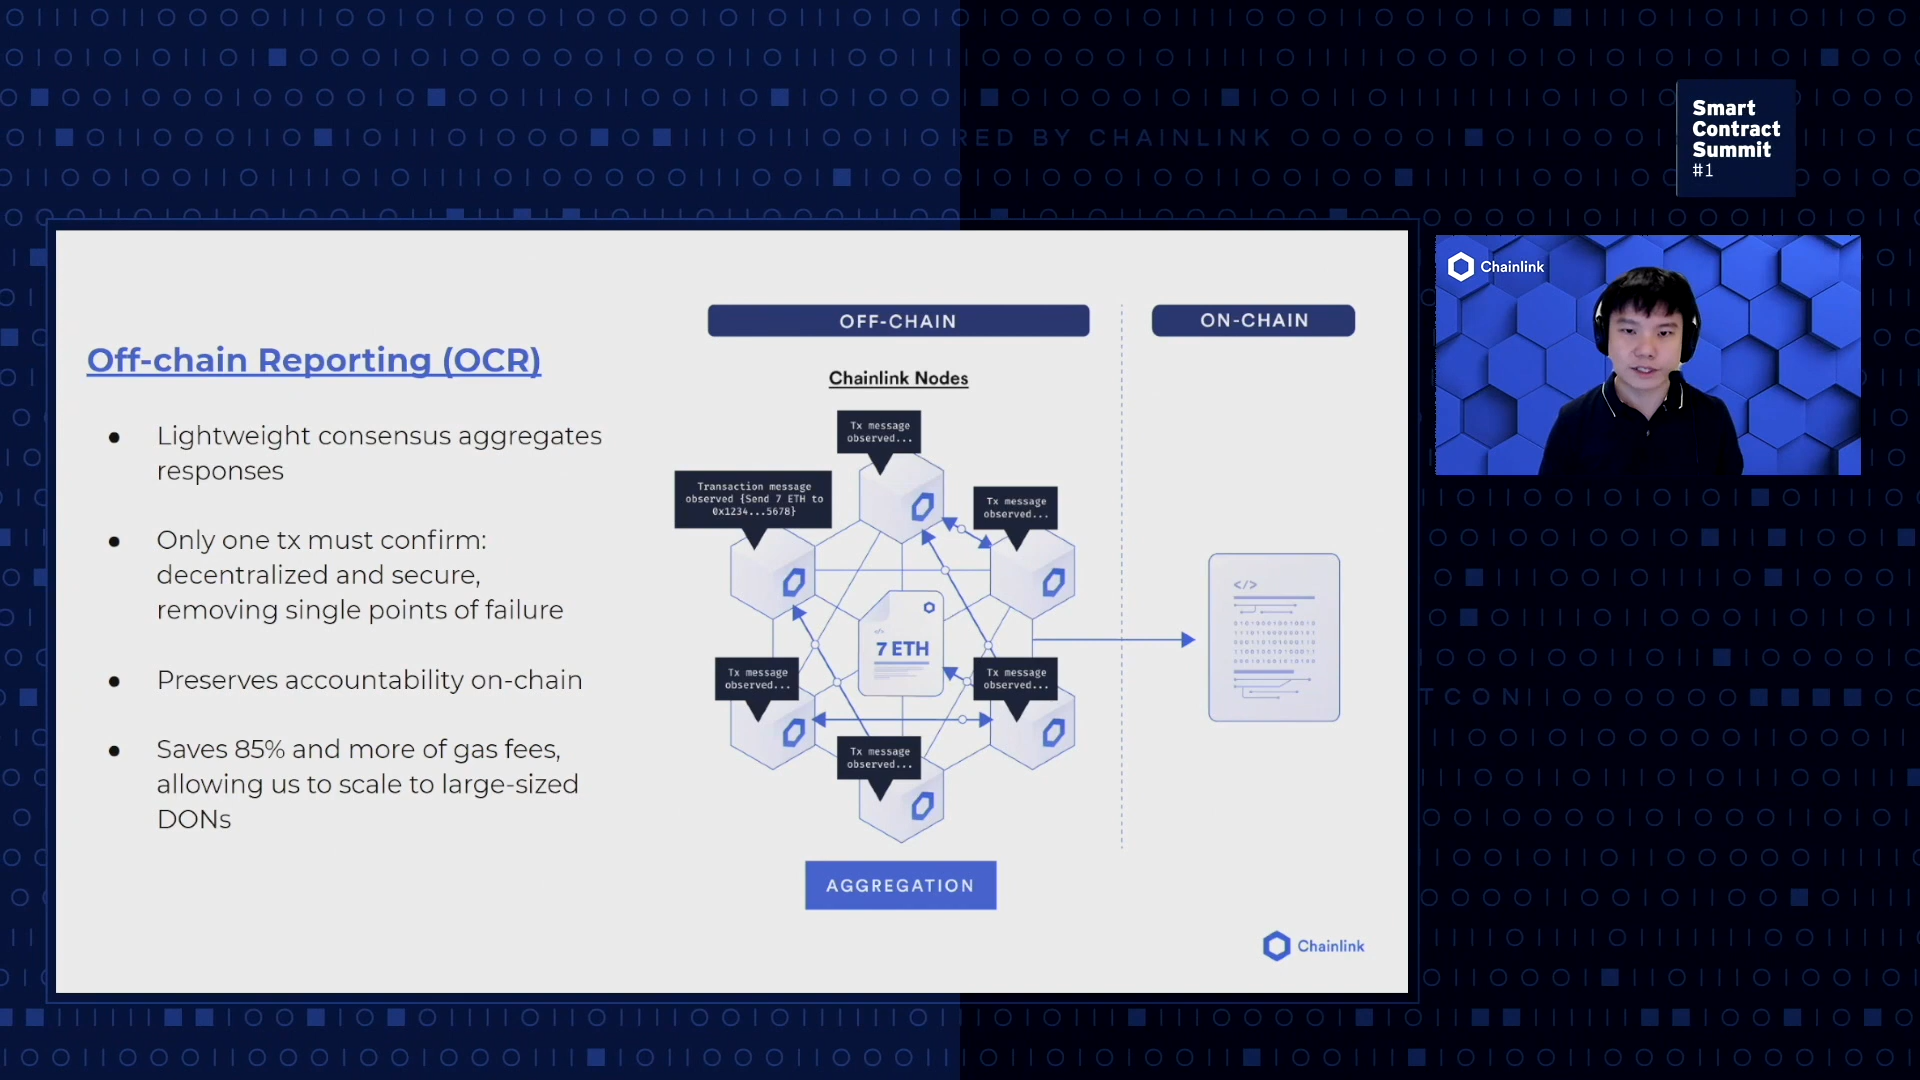 RED BY CHAINLINK
Smart
Contract
Summit
#1
Chainlink
Off-chain Reporting (OCR)
● Lightweight consensus aggregates
responses
● Only one tx must confirm:
decentralized and secure,
removing single points of failure
● Preserves accountability on-chain
● Saves 85% and more of gas fees,
allowing us to scale to large-sized
DONs
OFF-CHAIN
ON-CHAIN
Chainlink Nodes
Tx message
observed...
Transaction message
observed {Send 7 ETH to
0x1234...5678}
Tx message
observed...
</>
7 ETH
Tx message
observed...
Tx message
observed...
Tx message
observed...
AGGREGATION
Chainlink
TCON